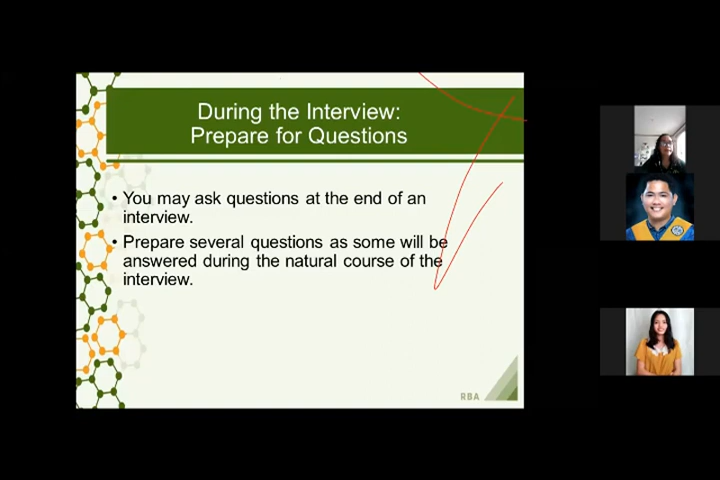 During the Interview:
Prepare for Questions
• You may ask questions at the end of an
interview.
• Prepare several questions as some will be
answered during the natural course of the
interview.
RBA